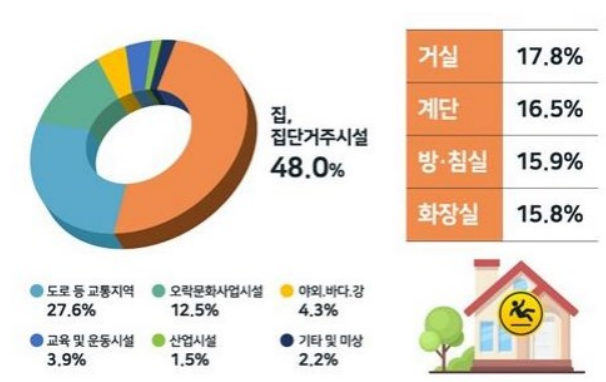 집,
집단거주시설
48.0%
거실 17.8%
계단 16.5%
방·침실 15.9%
화장실 15.8%
도로 등 교통지역 오락문화사업시설 야외.바다.강
27.6% 12.5% 4.3%
교육 및 운동시설 산업시설 기타 및 미상
3.9% 1.5% 2.2%